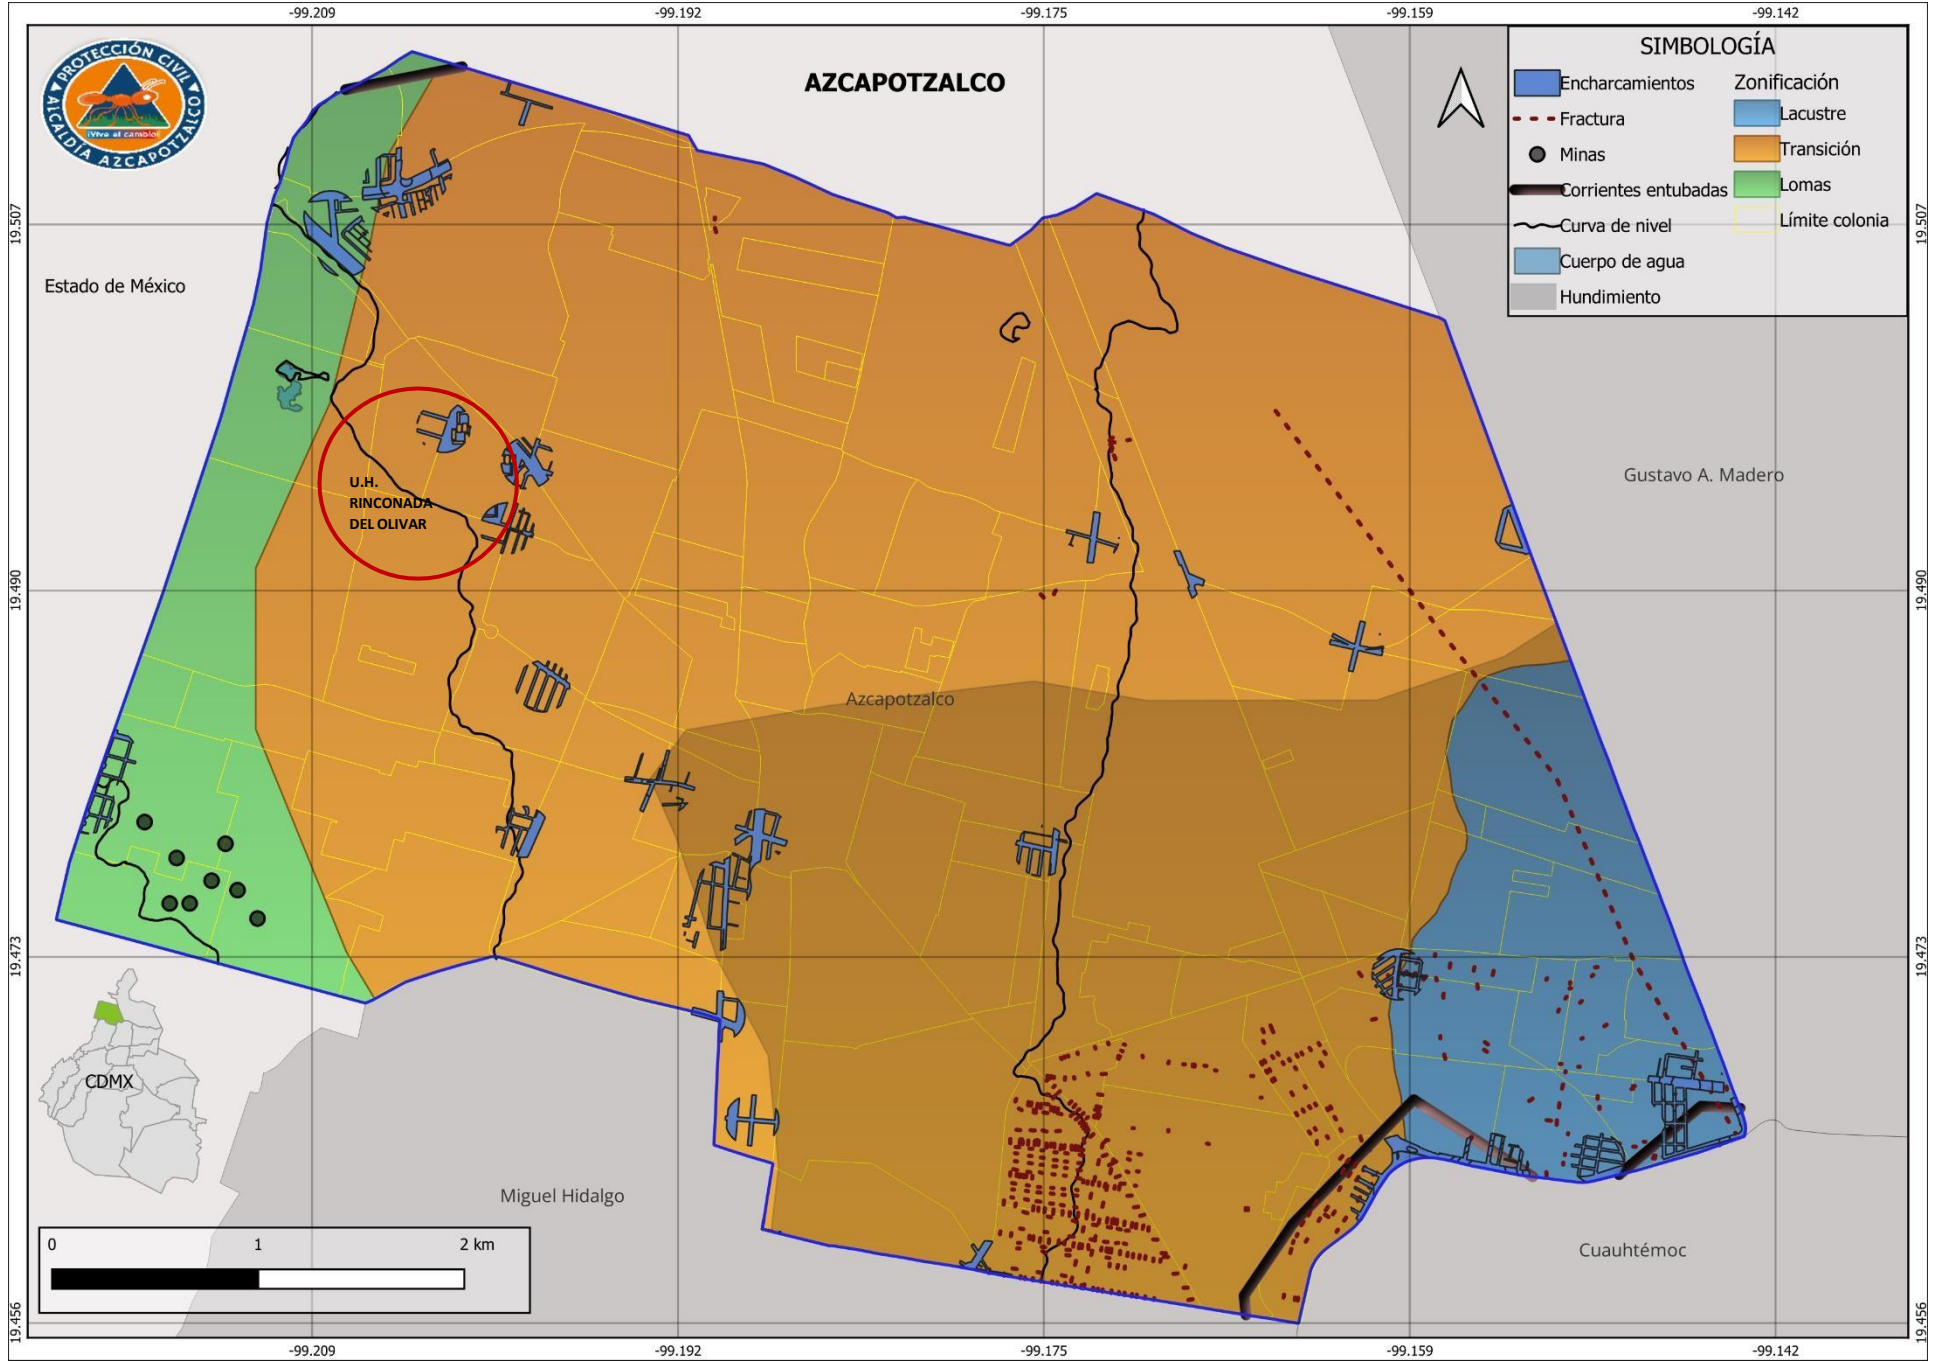 -99.209
-99.192
-99.175
-99.159
-99.142
PROTECCIÓN CIVIL
¡Vive el cambio!
ALCALDÍA AZCAPOTZALCO
AZCAPOTZALCO
SIMBOLOGÍA
Encharcamientos
Fractura
Minas
Corrientes entubadas
Curva de nivel
Cuerpo de agua
Hundimiento
Zonificación
Lacustre
Transición
Lomas
Límite colonia
19.507
19.507
Estado de México
Gustavo A. Madero
U.H.
RINCONADA
DEL OLIVAR
19.490
19.490
Azcapotzalco
19.473
19.473
CDMX
Miguel Hidalgo
Cuauhtémoc
0 1 2 km
19.456
19.456
-99.209
-99.192
-99.175
-99.159
-99.142